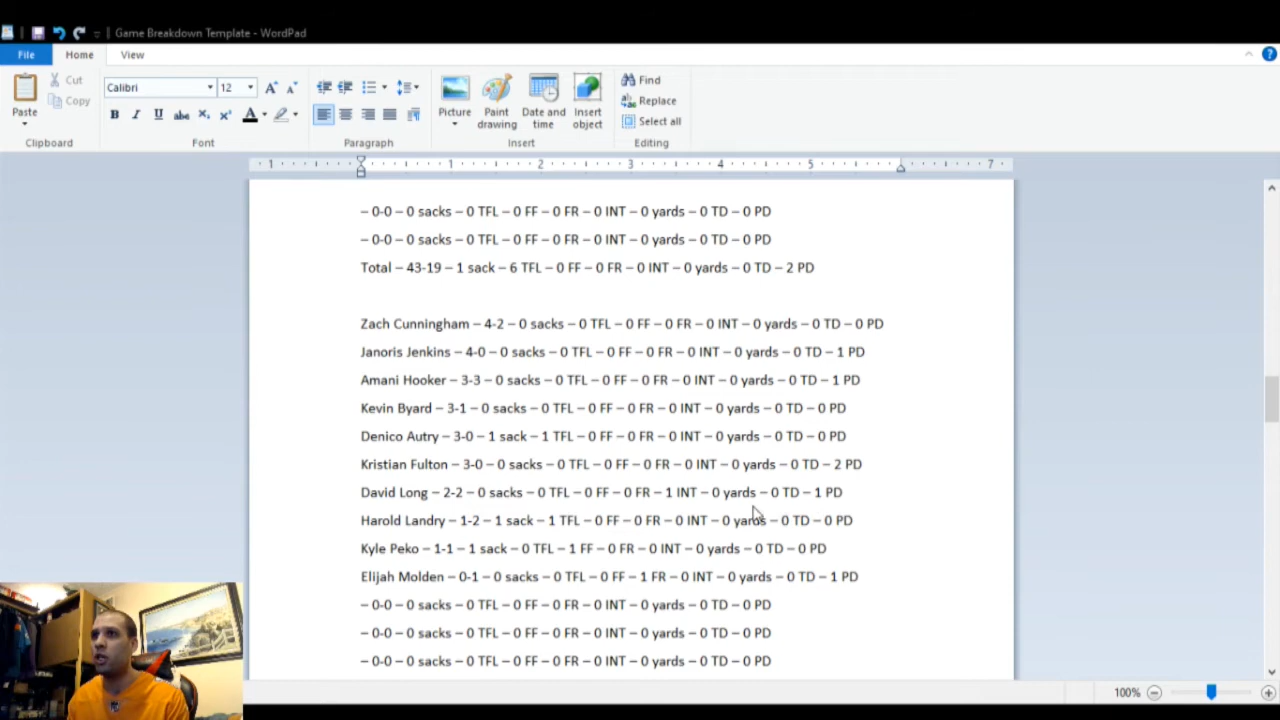 Game Breakdown Template - WordPad
File Home View
Cut
Copy
Paste
Calibri 12
B I U abc X₂ X² A
Picture
Paint drawing
Date and time
Insert object
Find
Replace
Select all
Clipboard Font Paragraph Insert Editing
1 1 2 3 4 5 7
– 0-0 – 0 sacks – 0 TFL – 0 FF – 0 FR – 0 INT – 0 yards – 0 TD – 0 PD
– 0-0 – 0 sacks – 0 TFL – 0 FF – 0 FR – 0 INT – 0 yards – 0 TD – 0 PD
Total – 43-19 – 1 sack – 6 TFL – 0 FF – 0 FR – 0 INT – 0 yards – 0 TD – 2 PD
Zach Cunningham – 4-2 – 0 sacks – 0 TFL – 0 FF – 0 FR – 0 INT – 0 yards – 0 TD – 0 PD
Janoris Jenkins – 4-0 – 0 sacks – 0 TFL – 0 FF – 0 FR – 0 INT – 0 yards – 0 TD – 1 PD
Amani Hooker – 3-3 – 0 sacks – 0 TFL – 0 FF – 0 FR – 0 INT – 0 yards – 0 TD – 1 PD
Kevin Byard – 3-1 – 0 sacks – 0 TFL – 0 FF – 0 FR – 0 INT – 0 yards – 0 TD – 0 PD
Denico Autry – 3-0 – 1 sack – 1 TFL – 0 FF – 0 FR – 0 INT – 0 yards – 0 TD – 0 PD
Kristian Fulton – 3-0 – 0 sacks – 0 TFL – 0 FF – 0 FR – 0 INT – 0 yards – 0 TD – 2 PD
David Long – 2-2 – 0 sacks – 0 TFL – 0 FF – 0 FR – 1 INT – 0 yards – 0 TD – 1 PD
Harold Landry – 1-2 – 1 sack – 1 TFL – 0 FF – 0 FR – 0 INT – 0 yards – 0 TD – 0 PD
Kyle Peko – 1-1 – 1 sack – 0 TFL – 1 FF – 0 FR – 0 INT – 0 yards – 0 TD – 0 PD
Elijah Molden – 0-1 – 0 sacks – 0 TFL – 0 FF – 1 FR – 0 INT – 0 yards – 0 TD – 1 PD
– 0-0 – 0 sacks – 0 TFL – 0 FF – 0 FR – 0 INT – 0 yards – 0 TD – 0 PD
– 0-0 – 0 sacks – 0 TFL – 0 FF – 0 FR – 0 INT – 0 yards – 0 TD – 0 PD
– 0-0 – 0 sacks – 0 TFL – 0 FF – 0 FR – 0 INT – 0 yards – 0 TD – 0 PD
100%